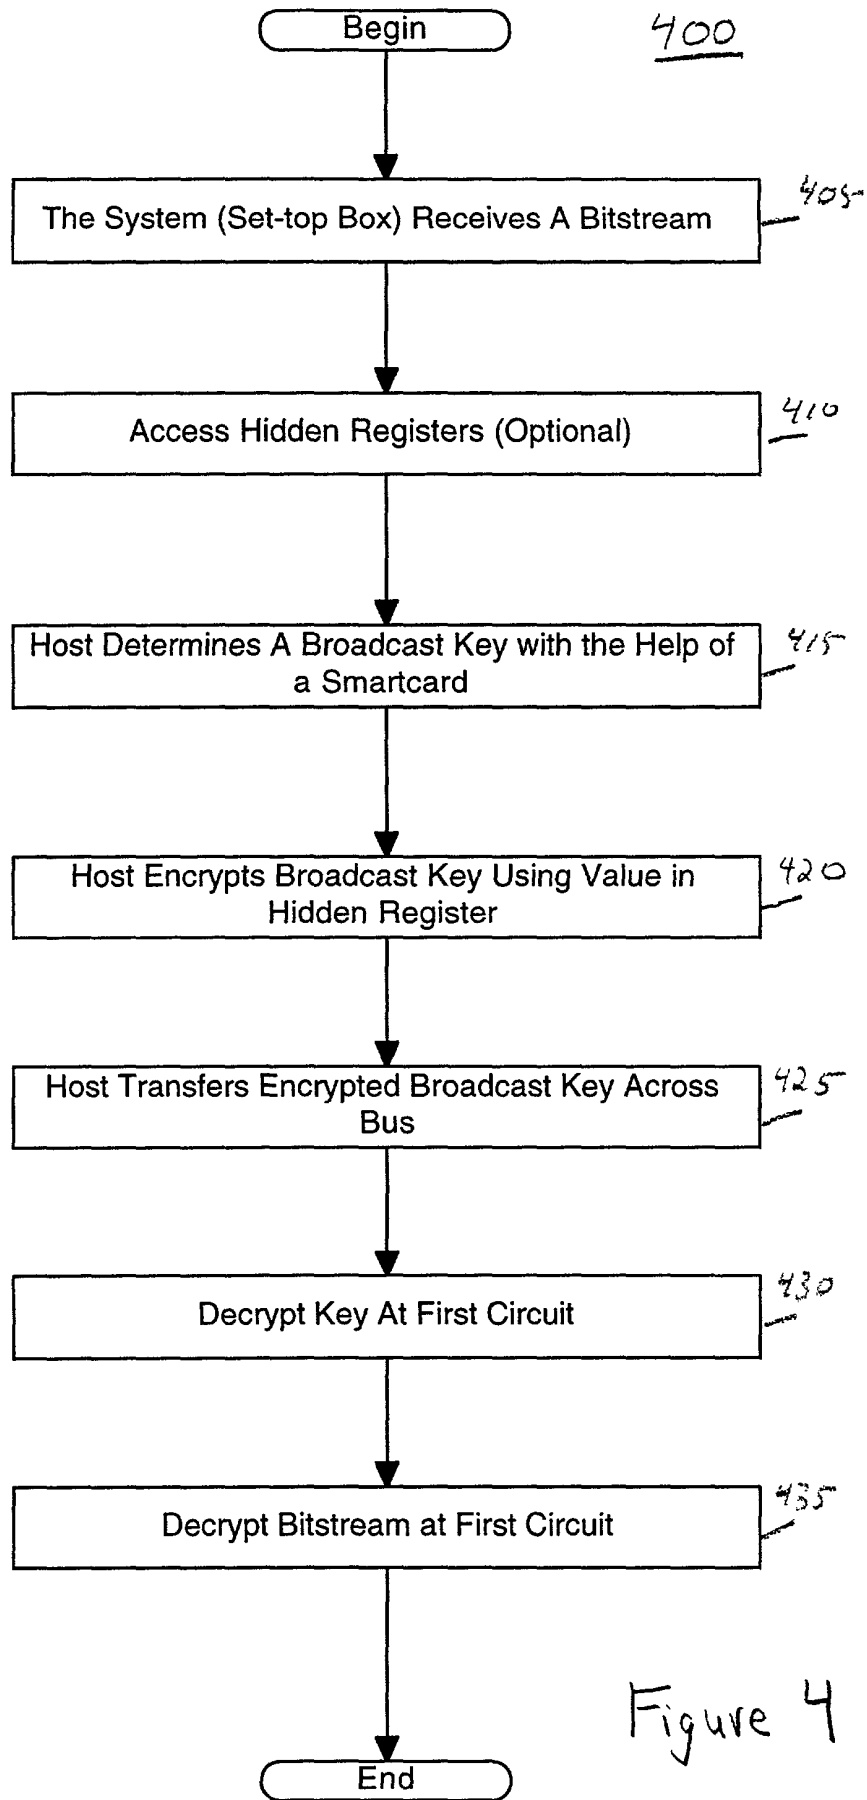 Begin
400
The System (Set-top Box) Receives A Bitstream
405
Access Hidden Registers (Optional)
410
Host Determines A Broadcast Key with the Help of
a Smartcard
415
Host Encrypts Broadcast Key Using Value in
Hidden Register
420
Host Transfers Encrypted Broadcast Key Across
Bus
425
Decrypt Key At First Circuit
430
Decrypt Bitstream at First Circuit
435
Figure 4
End